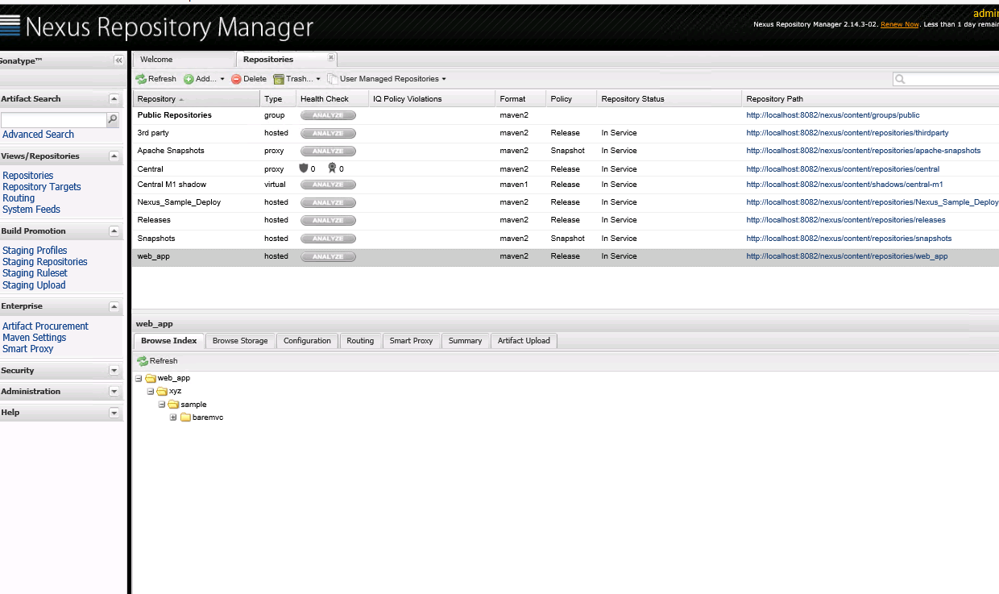 Nexus Repository Manager
admin
Nexus Repository Manager 2.14.3-02. Renew Now. Less than 1 day remain
Sonatype™
Welcome
Repositories
Refresh Add... Delete Trash... User Managed Repositories
Artifact Search
Advanced Search
Views/Repositories
Repositories
Repository Targets
Routing
System Feeds
Build Promotion
Staging Profiles
Staging Repositories
Staging Ruleset
Staging Upload
Enterprise
Artifact Procurement
Maven Settings
Smart Proxy
Security
Administration
Help
Repository Type Health Check IQ Policy Violations Format Policy Repository Status Repository Path
Public Repositories group ANALYZE maven2 http://localhost:8082/nexus/content/groups/public
3rd party hosted ANALYZE maven2 Release In Service http://localhost:8082/nexus/content/repositories/thirdparty
Apache Snapshots proxy ANALYZE maven2 Snapshot In Service http://localhost:8082/nexus/content/repositories/apache-snapshots
Central proxy 0 0 maven2 Release In Service http://localhost:8082/nexus/content/repositories/central
Central M1 shadow virtual ANALYZE maven1 Release In Service http://localhost:8082/nexus/content/shadows/central-m1
Nexus_Sample_Deploy hosted ANALYZE maven2 Release In Service http://localhost:8082/nexus/content/repositories/Nexus_Sample_Deploy
Releases hosted ANALYZE maven2 Release In Service http://localhost:8082/nexus/content/repositories/releases
Snapshots hosted ANALYZE maven2 Snapshot In Service http://localhost:8082/nexus/content/repositories/snapshots
web_app hosted ANALYZE maven2 Release In Service http://localhost:8082/nexus/content/repositories/web_app
web_app
Browse Index Browse Storage Configuration Routing Smart Proxy Summary Artifact Upload
Refresh
web_app
xyz
sample
baremvc